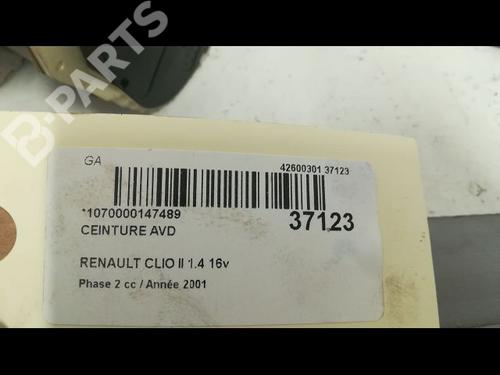 B-PARTS
GA
42600301 37123
*1070000147489
37123
CEINTURE AVD
RENAULT CLIO II 1.4 16v
Phase 2 cc / Année 2001